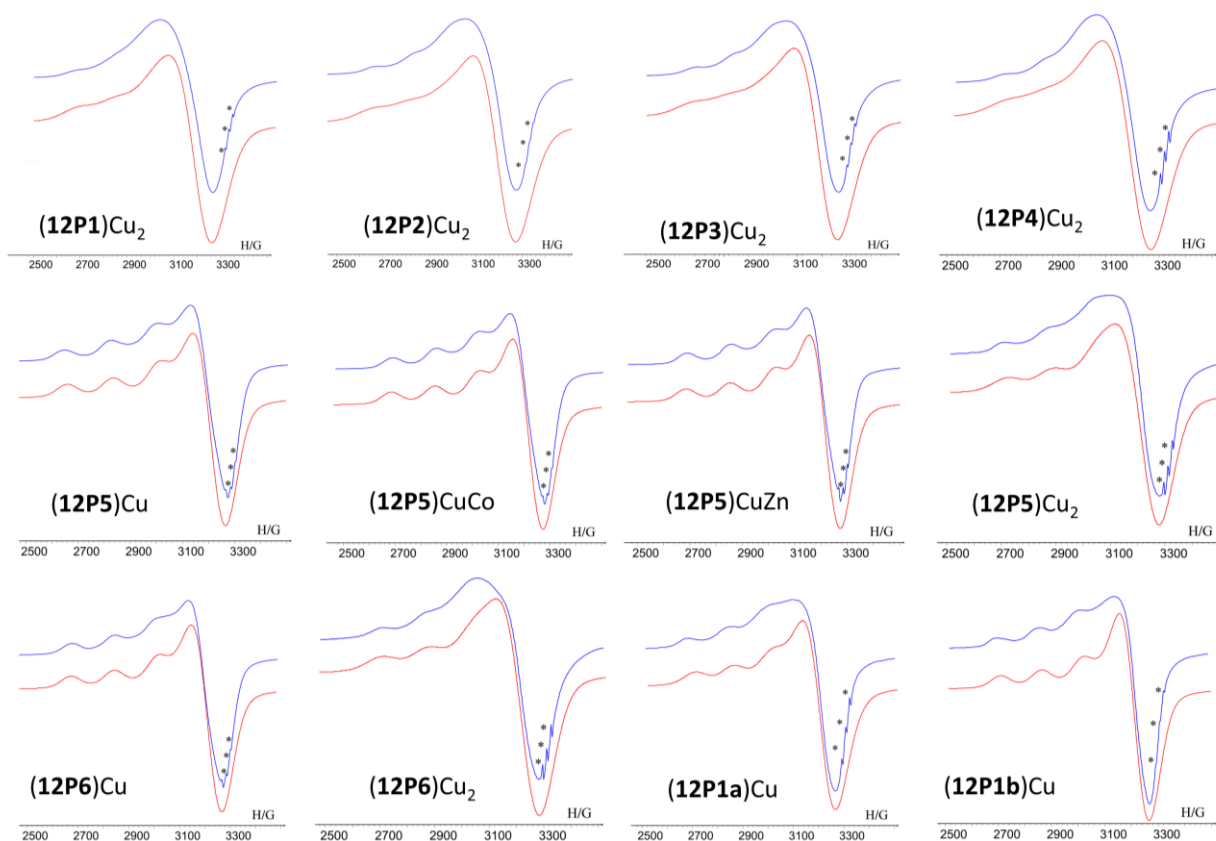 * * *
(12P1)Cu₂
H/G
2500 2700 2900 3100 3300
* * *
(12P2)Cu₂
H/G
2500 2700 2900 3100 3300
* * *
(12P3)Cu₂
H/G
2500 2700 2900 3100 3300
* * *
(12P4)Cu₂
H/G
2500 2700 2900 3100 3300
* * *
(12P5)Cu
H/G
2500 2700 2900 3100 3300
* * *
(12P5)CuCo
H/G
2500 2700 2900 3100 3300
* * *
(12P5)CuZn
H/G
2500 2700 2900 3100 3300
* * *
(12P5)Cu₂
H/G
2500 2700 2900 3100 3300
* * *
(12P6)Cu
H/G
2500 2700 2900 3100 3300
* * *
(12P6)Cu₂
H/G
2500 2700 2900 3100 3300
* * *
(12P1a)Cu
H/G
2500 2700 2900 3100 3300
* * *
(12P1b)Cu
H/G
2500 2700 2900 3100 3300